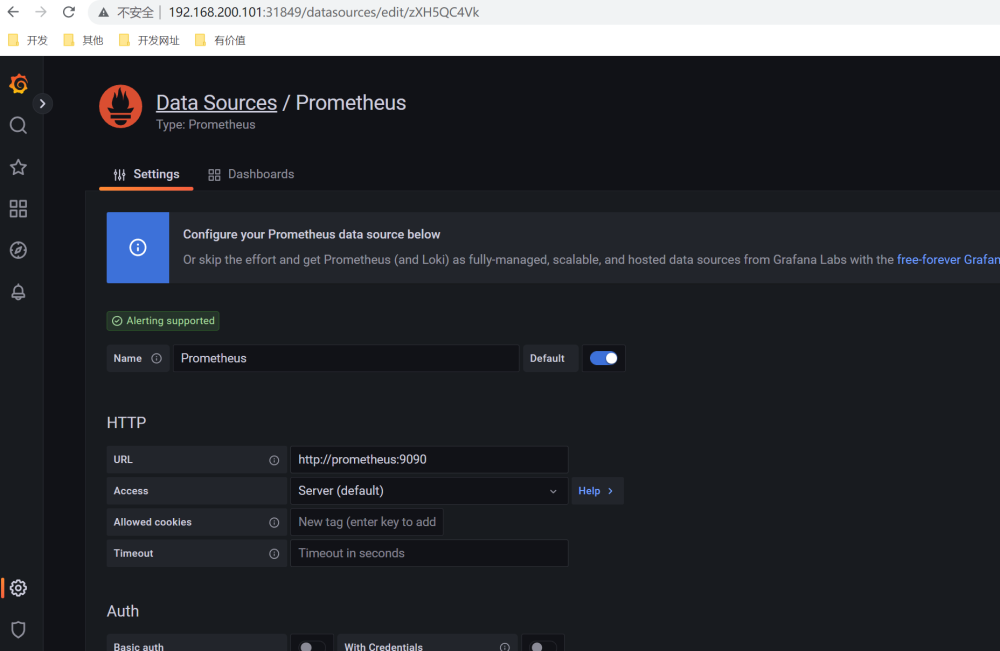 不安全 | 192.168.200.101:31849/datasources/edit/zXH5QC4Vk
开发 其他 开发网址 有价值
Data Sources / Prometheus
Type: Prometheus
Settings Dashboards
Configure your Prometheus data source below
Or skip the effort and get Prometheus (and Loki) as fully-managed, scalable, and hosted data sources from Grafana Labs with the free-forever Grafan
Alerting supported
Name Prometheus Default
HTTP
URL http://prometheus:9090
Access Server (default) Help >
Allowed cookies New tag (enter key to add
Timeout Timeout in seconds
Auth
Basic auth With Credentials